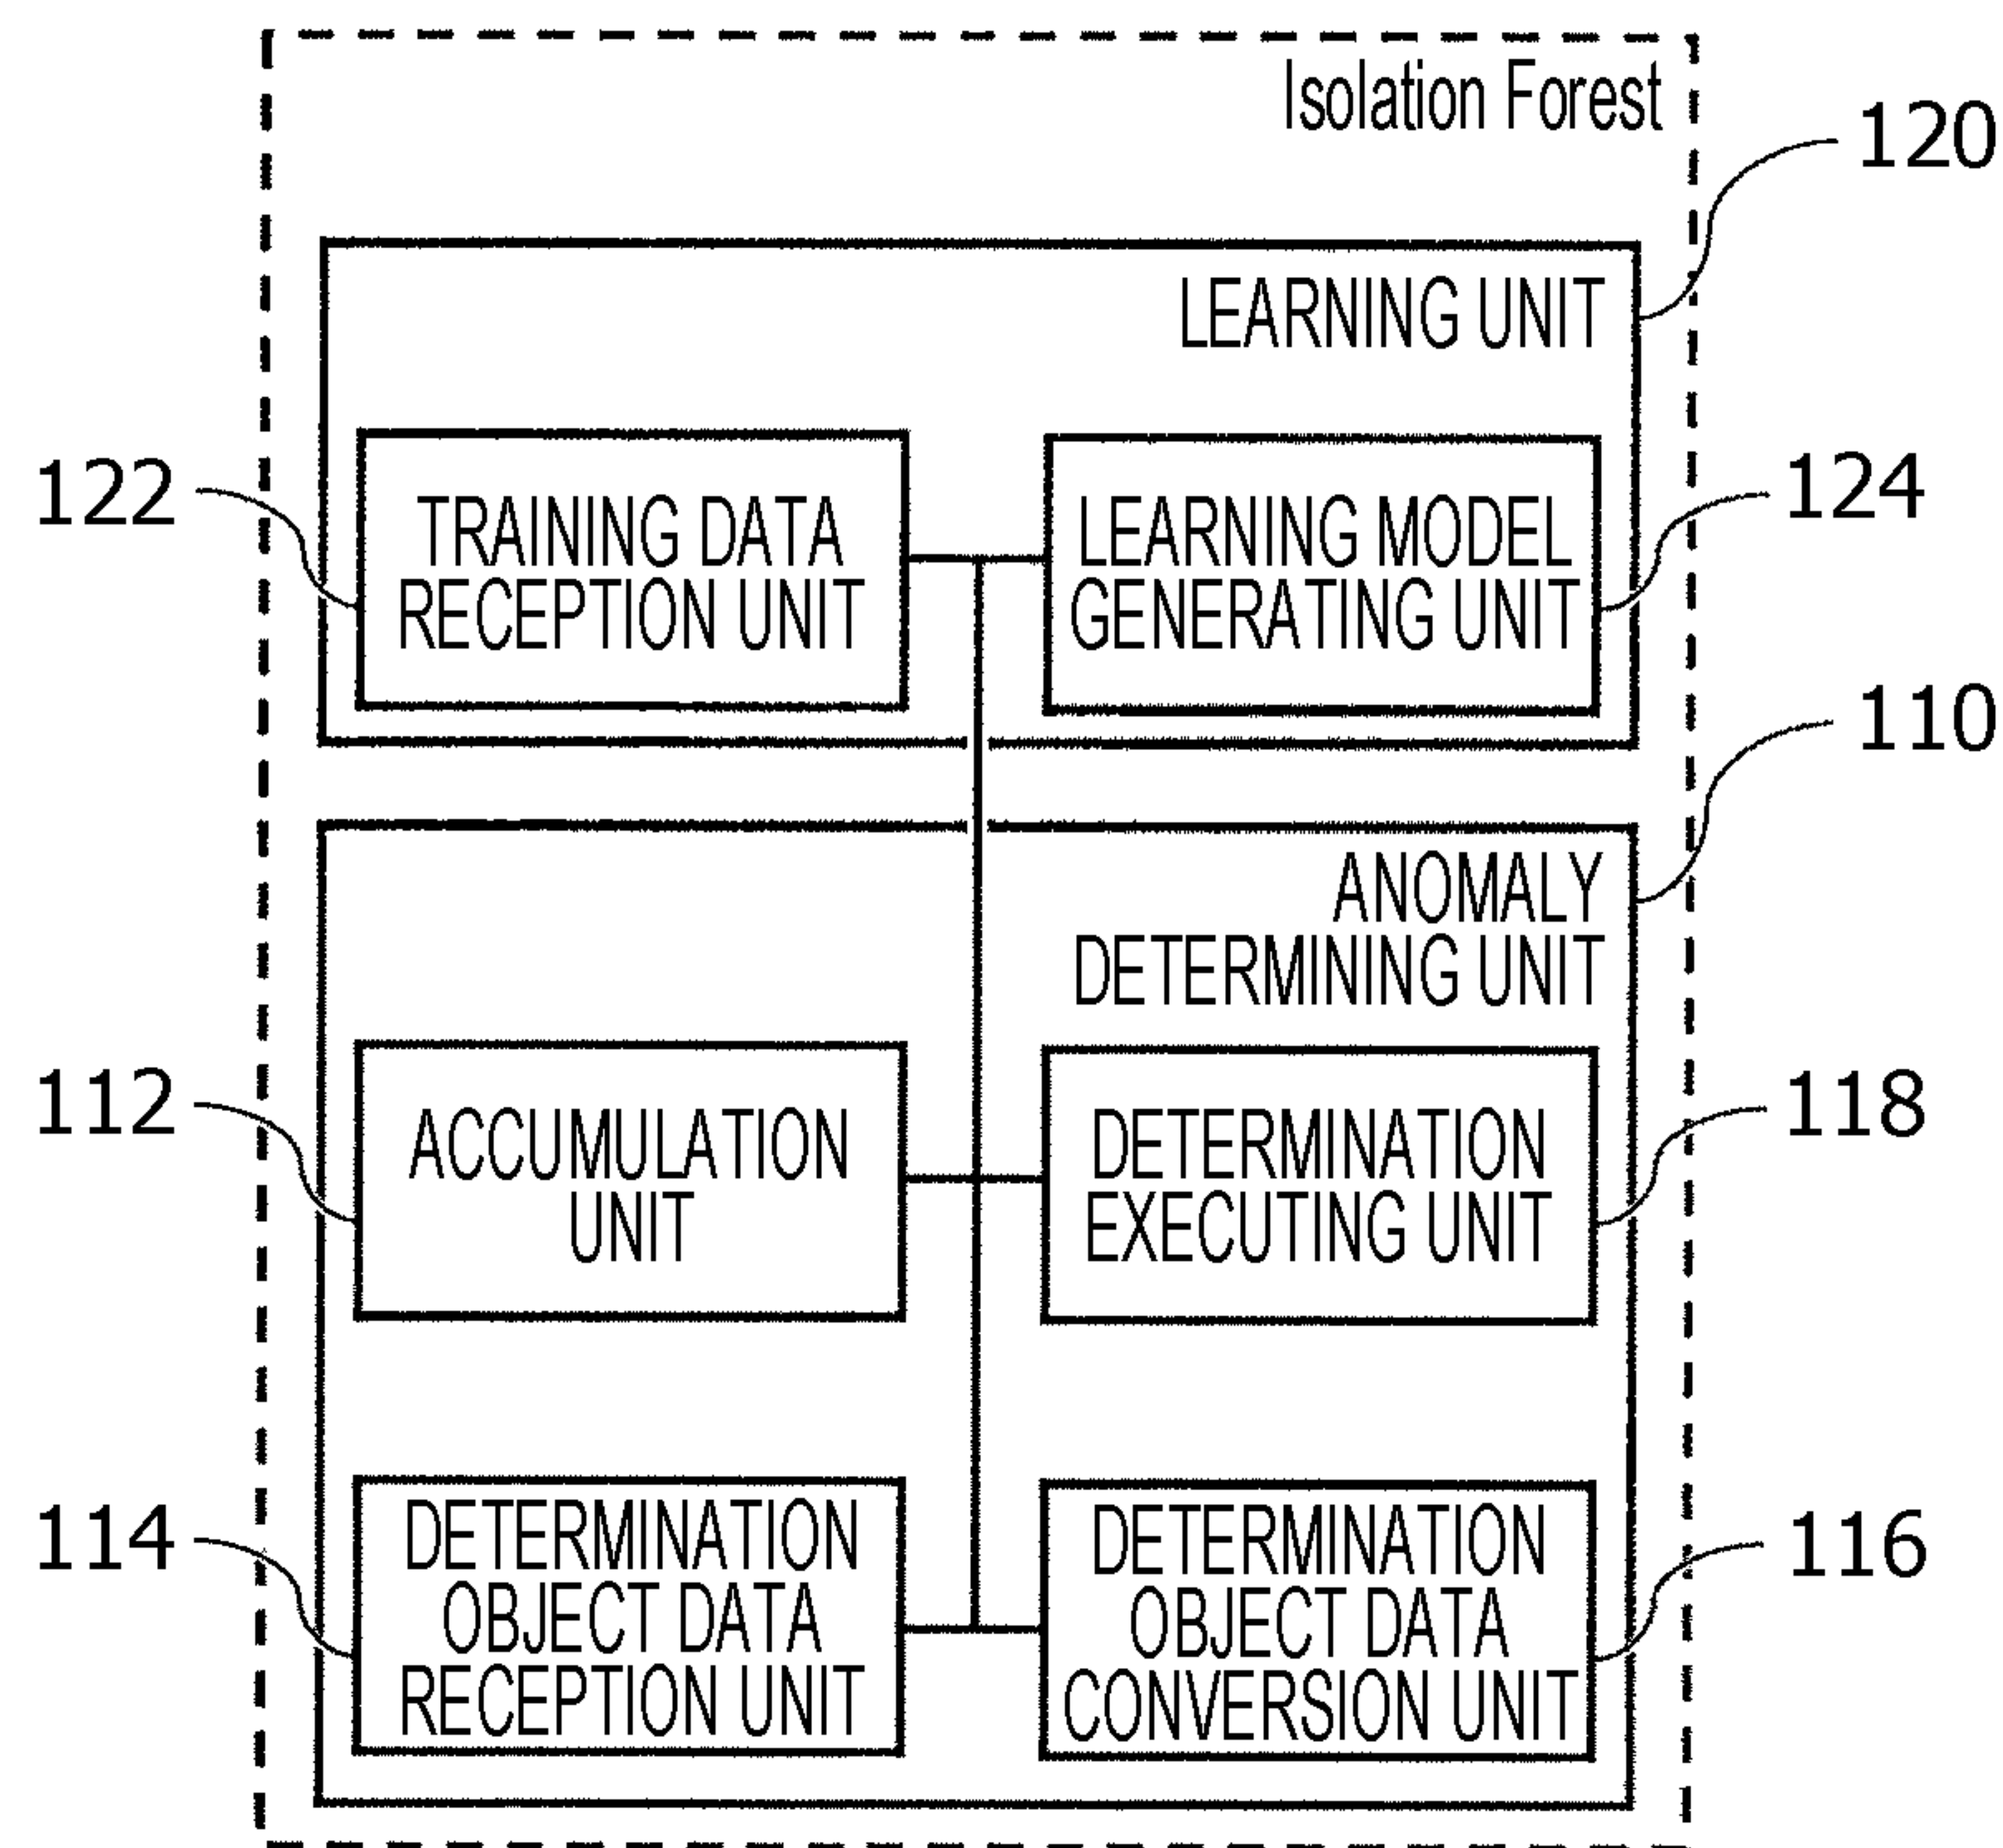 Isolation Forest
120
LEARNING UNIT
122
TRAINING DATA
RECEPTION UNIT
LEARNING MODEL
GENERATING UNIT
124
110
ANOMALY
DETERMINING UNIT
112
ACCUMULATION
UNIT
DETERMINATION
EXECUTING UNIT
118
114
DETERMINATION
OBJECT DATA
RECEPTION UNIT
DETERMINATION
OBJECT DATA
CONVERSION UNIT
116